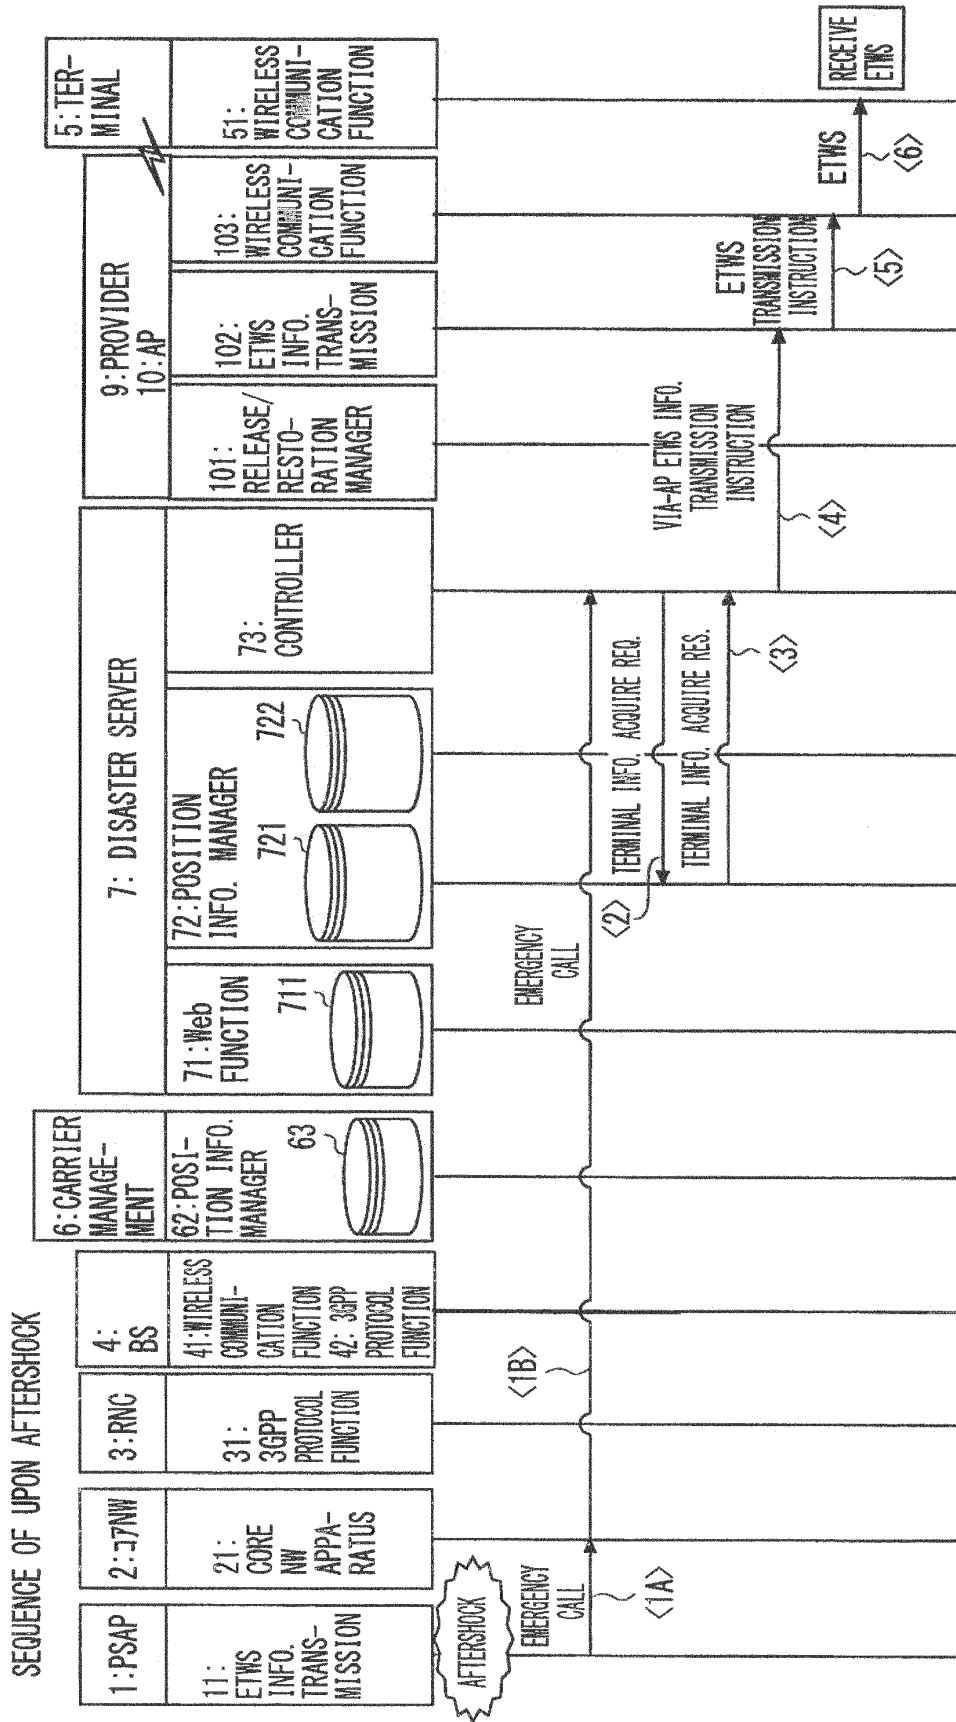 SEQUENCE OF UPON AFTERSHOCK
1:PSAP
11:
ETWS
INFO.
TRANS-
MISSION
2:コアNW
21:
CORE
NW
APPA-
RATUS
3:RNC
31:
3GPP
PROTOCOL
FUNCTION
4:
BS
41:WIRELESS
COMMUNI-
CATION
FUNCTION
42: 3GPP
PROTOCOL
FUNCTION
6:CARRIER
MANAGE-
MENT
62:POSI-
TION INFO.
MANAGER
63
7: DISASTER SERVER
71:Web
FUNCTION
711
72:POSITION
INFO. MANAGER
721
722
73:
CONTROLLER
9:PROVIDER
10:AP
101:
RELEASE/
RESTO-
RATION
MANAGER
102:
ETWS
INFO.
TRANS-
MISSION
103:
WIRELESS
COMMUNI-
CATION
FUNCTION
5:TER-
MINAL
51:
WIRELESS
COMMUNI-
CATION
FUNCTION
AFTERSHOCK
EMERGENCY
CALL
<1A>
<1B>
EMERGENCY
CALL
TERMINAL INFO. ACQUIRE REQ.
<2>
TERMINAL INFO. ACQUIRE RES.
<3>
VIA-AP ETWS INFO.
TRANSMISSION
INSTRUCTION
<4>
ETWS
TRANSMISSION
INSTRUCTION
<5>
ETWS
<6>
RECEIVE
ETWS